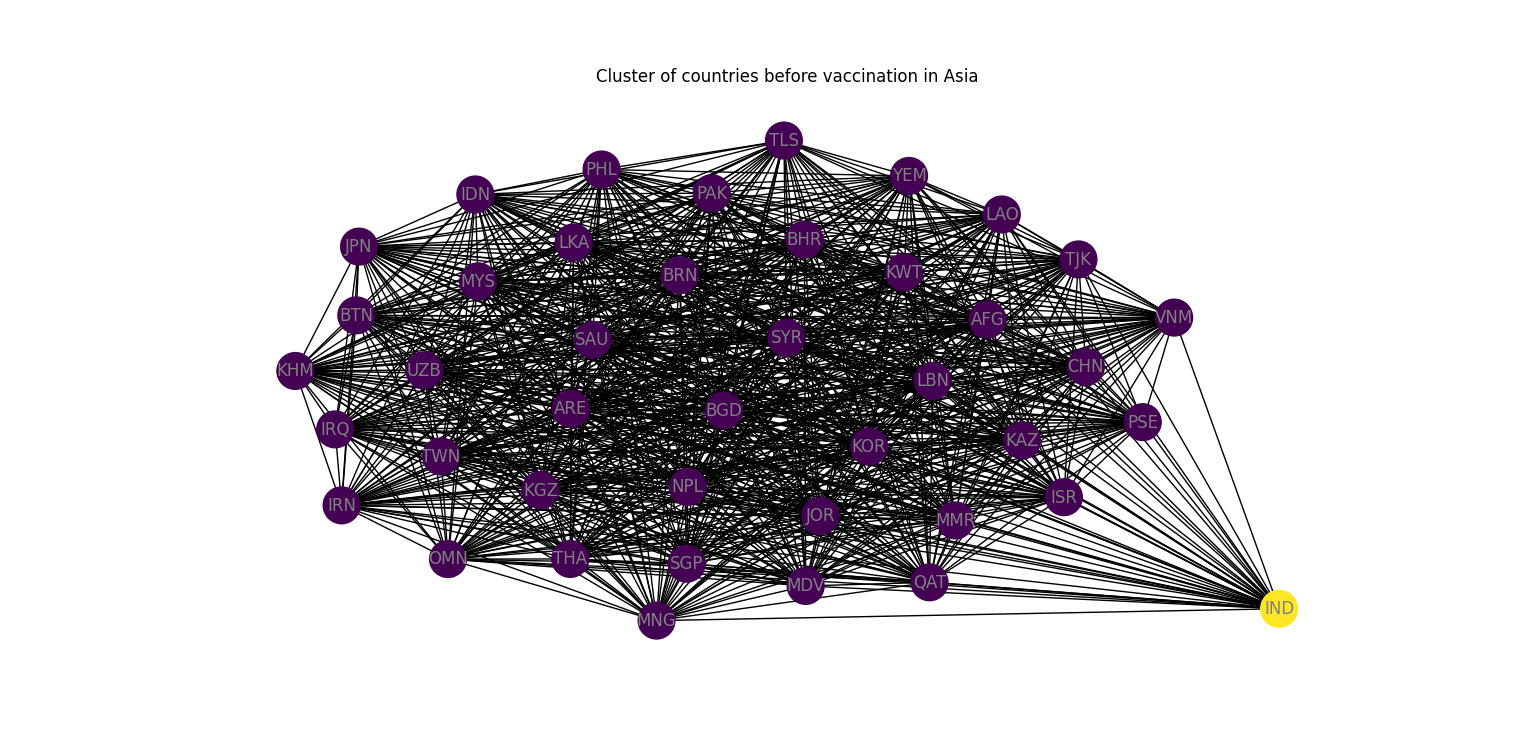 Cluster of countries before vaccination in Asia
TLS
PHL
YEM
PAK
IDN
LAO
BHR
LKA
JPN
TJK
KWT
BRN
MYS
BTN
VNM
AFG
SYR
SAU
CHN
KHM
UZB
LBN
ARE
BGD
PSE
IRQ
KAZ
KOR
TWN
NPL
KGZ
ISR
IRN
JOR
MMR
OMN
THA
SGP
QAT
MDV
IND
MNG